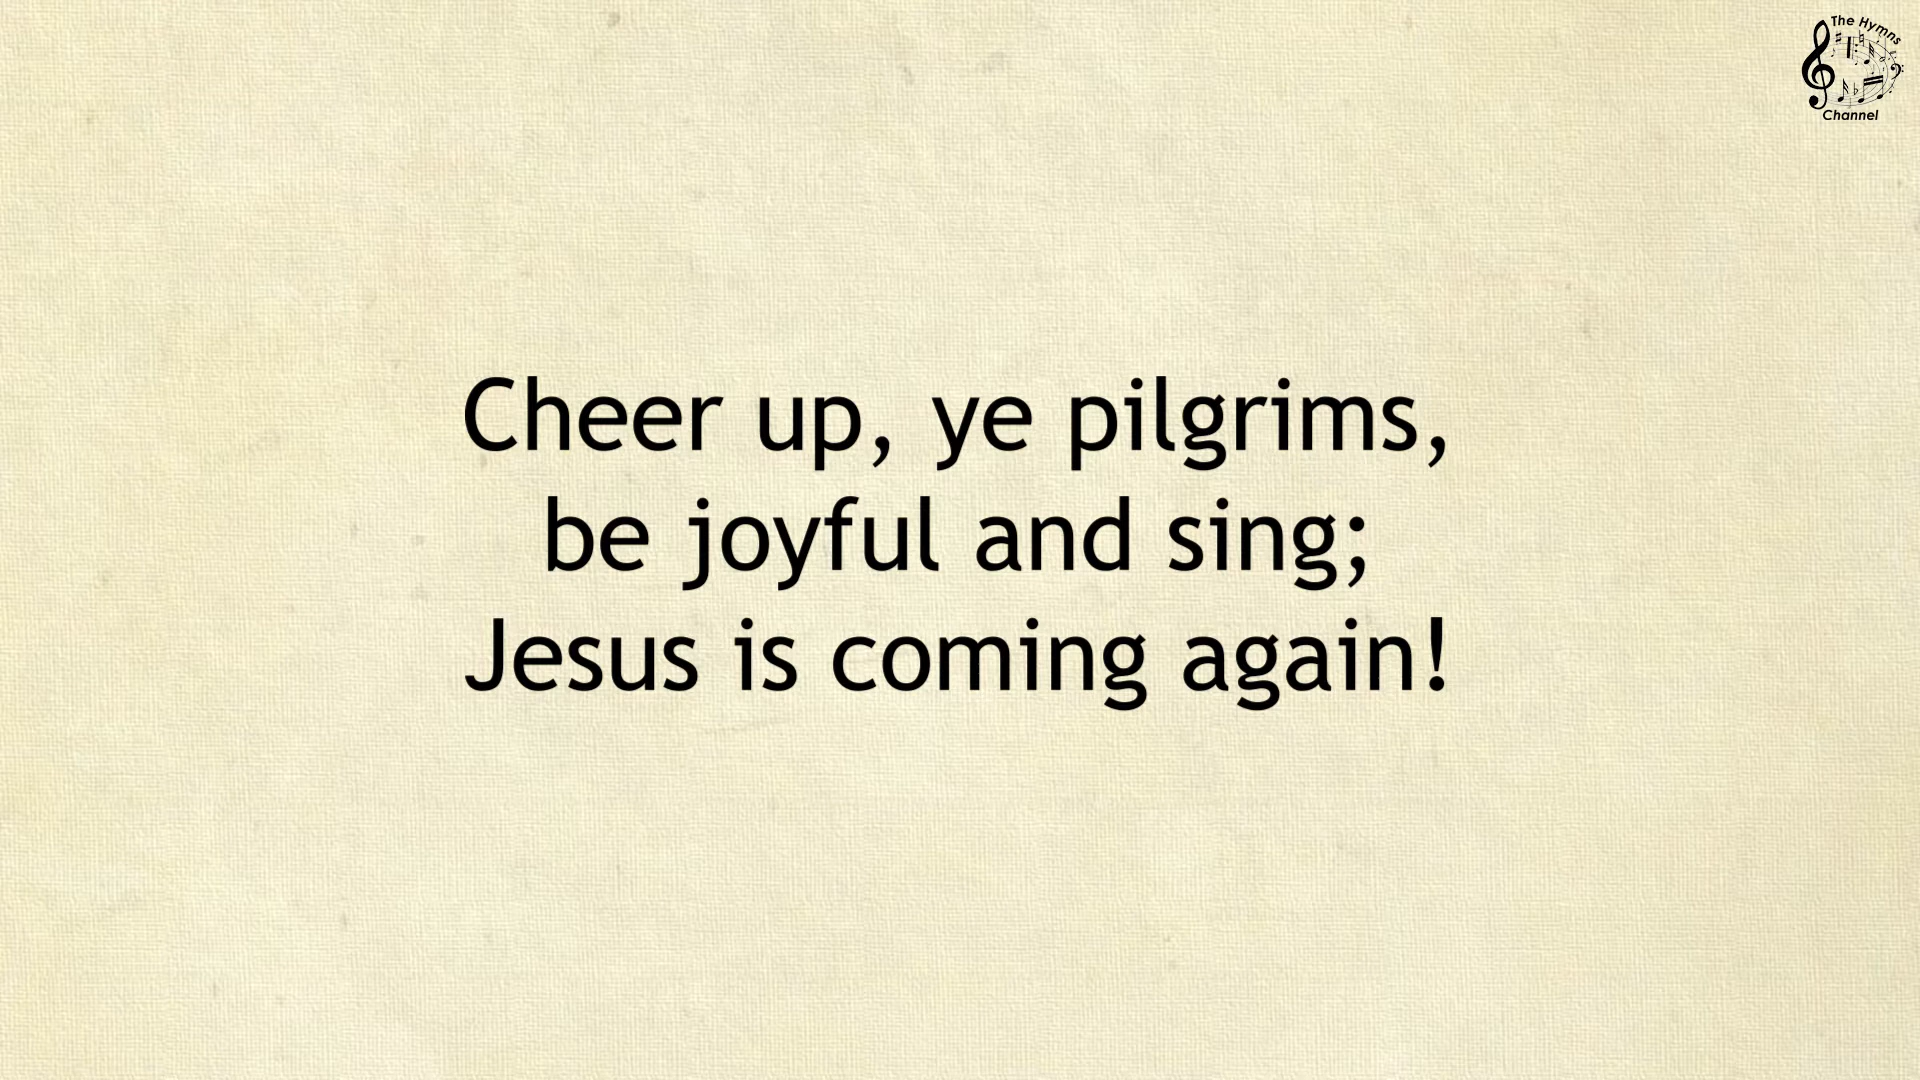 The Hymns
Channel
Cheer up, ye pilgrims,
be joyful and sing;
Jesus is coming again!